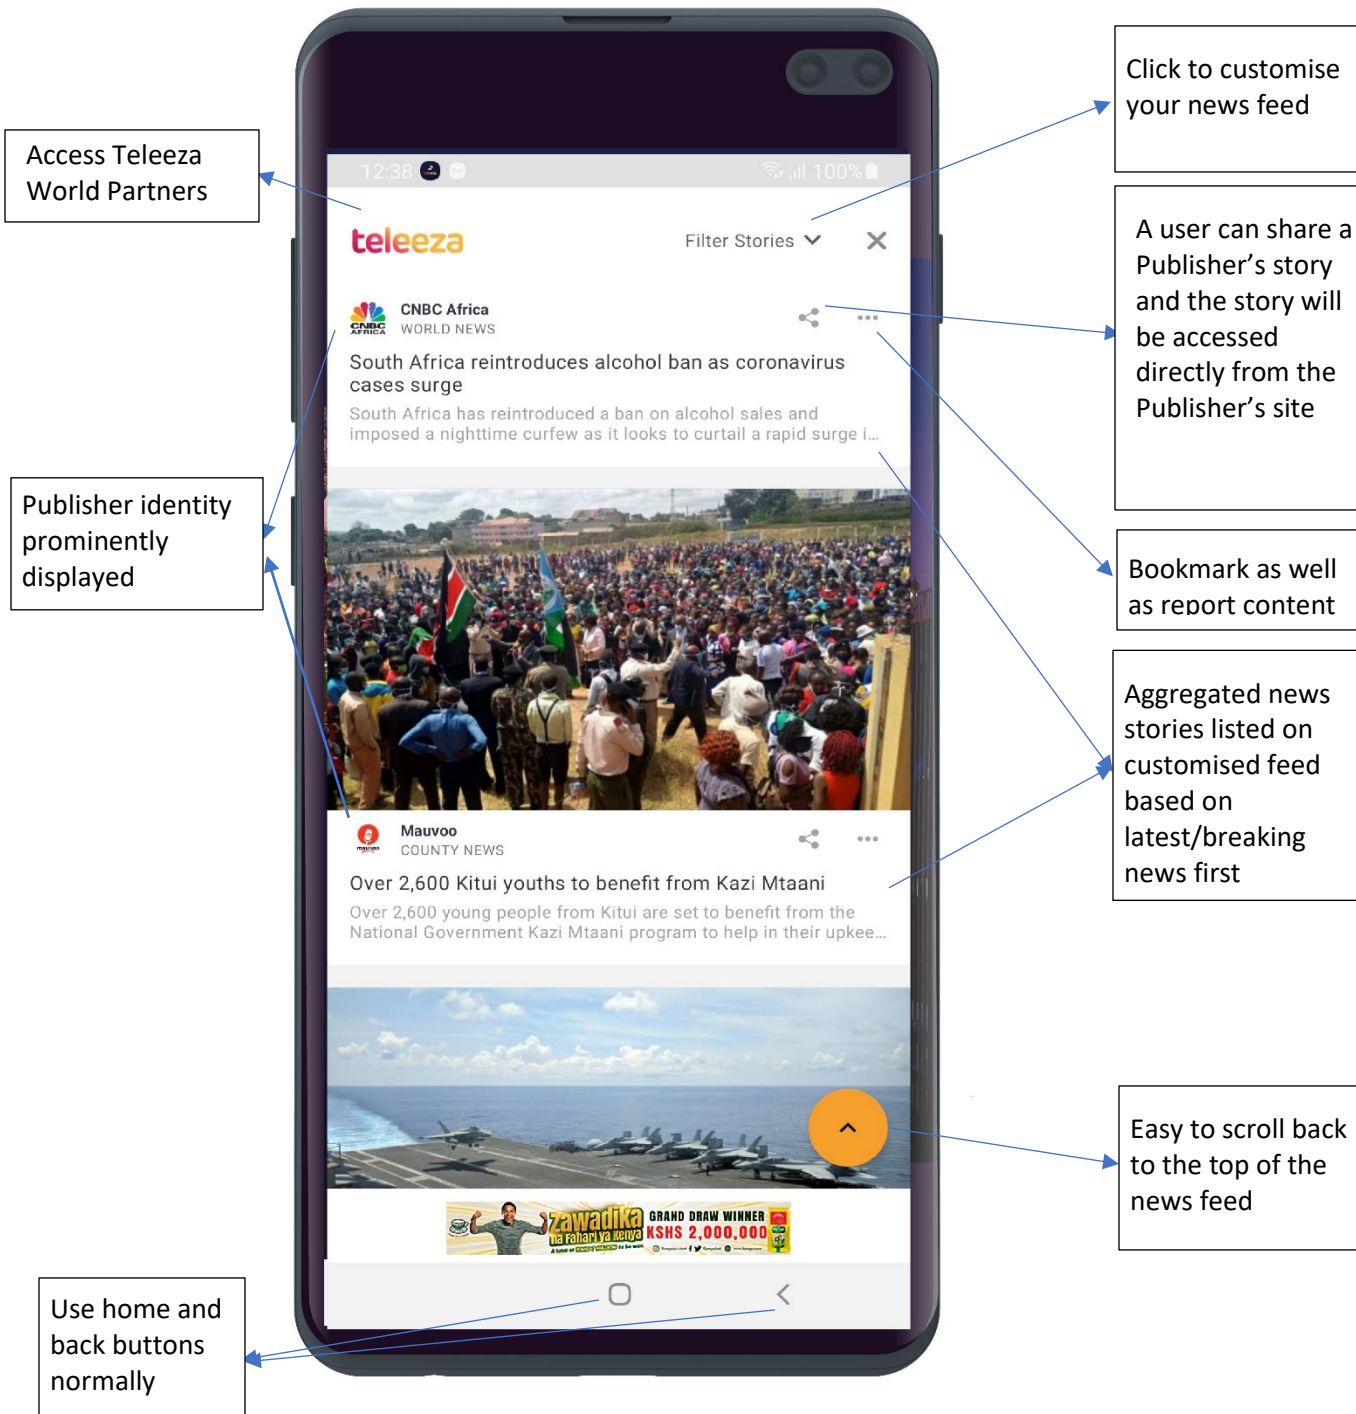 Click to customise
your news feed
Access Teleeza
World Partners
12:38
100%
teleeza
Filter Stories
A user can share a
Publisher’s story
and the story will
be accessed
directly from the
Publisher’s site
CNBC
AFRICA
CNBC Africa
WORLD NEWS
South Africa reintroduces alcohol ban as coronavirus
cases surge
South Africa has reintroduced a ban on alcohol sales and
imposed a nighttime curfew as it looks to curtail a rapid surge i...
Publisher identity
prominently
displayed
Bookmark as well
as report content
Aggregated news
stories listed on
customised feed
based on
latest/breaking
news first
Mauvoo
COUNTY NEWS
Over 2,600 Kitui youths to benefit from Kazi Mtaani
Over 2,600 young people from Kitui are set to benefit from the
National Government Kazi Mtaani program to help in their upkee...
Easy to scroll back
to the top of the
news feed
zawadika
na Fahari ya Kenya
GRAND DRAW WINNER
KSHS 2,000,000
Use home and
back buttons
normally